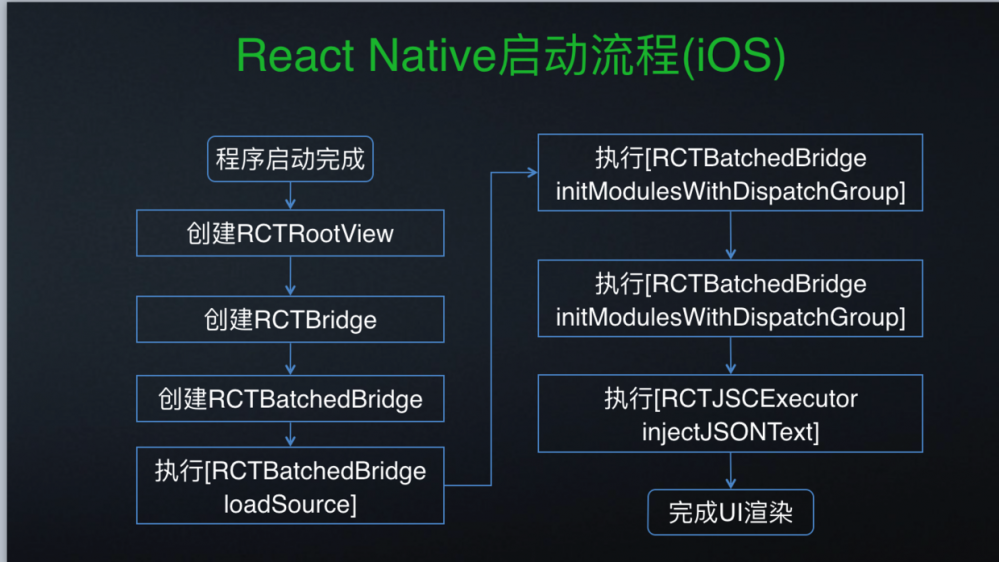 React Native启动流程(iOS)
程序启动完成
创建RCTRootView
创建RCTBridge
创建RCTBatchedBridge
执行[RCTBatchedBridge
loadSource]
执行[RCTBatchedBridge
initModulesWithDispatchGroup]
执行[RCTBatchedBridge
initModulesWithDispatchGroup]
执行[RCTJSCExecutor
injectJSONText]
完成UI渲染